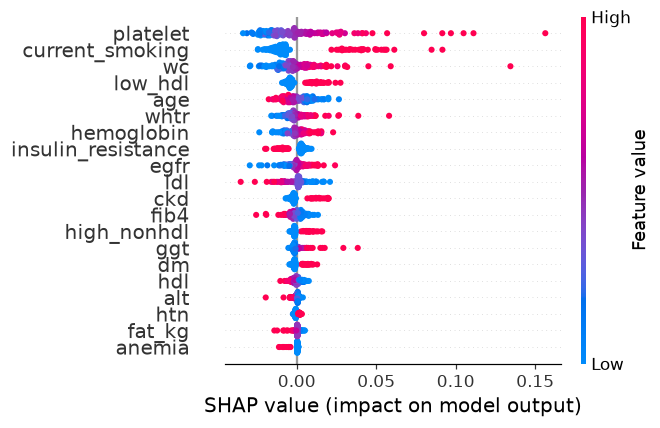 High
platelet
current_smoking
wc
low_hdl
age
whtr
hemoglobin
insulin_resistance
egfr
ldl
ckd
fib4
high_nonhdl
ggt
dm
hdl
alt
htn
fat_kg
anemia
Feature value
Low
0.00 0.05 0.10 0.15
SHAP value (impact on model output)